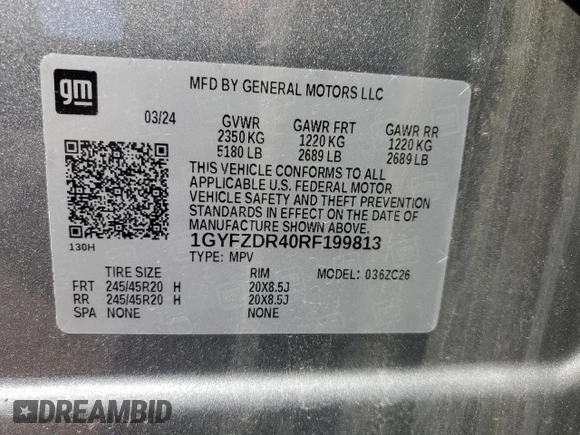 gm
MFD BY GENERAL MOTORS LLC
03/24 GVWR GAWR FRT GAWR RR
2350 KG 1220 KG 1220 KG
5180 LB 2689 LB 2689 LB
THIS VEHICLE CONFORMS TO ALL
APPLICABLE U.S. FEDERAL MOTOR
VEHICLE SAFETY AND THEFT PREVENTION
STANDARDS IN EFFECT ON THE DATE OF
MANUFACTURE SHOWN ABOVE.
1GYFZDR40RF199813
130H
TYPE: MPV
TIRE SIZE RIM MODEL: 036ZC26
FRT 245/45R20 H 20X8.5J
RR 245/45R20 H 20X8.5J
SPA NONE NONE
DREAMBID